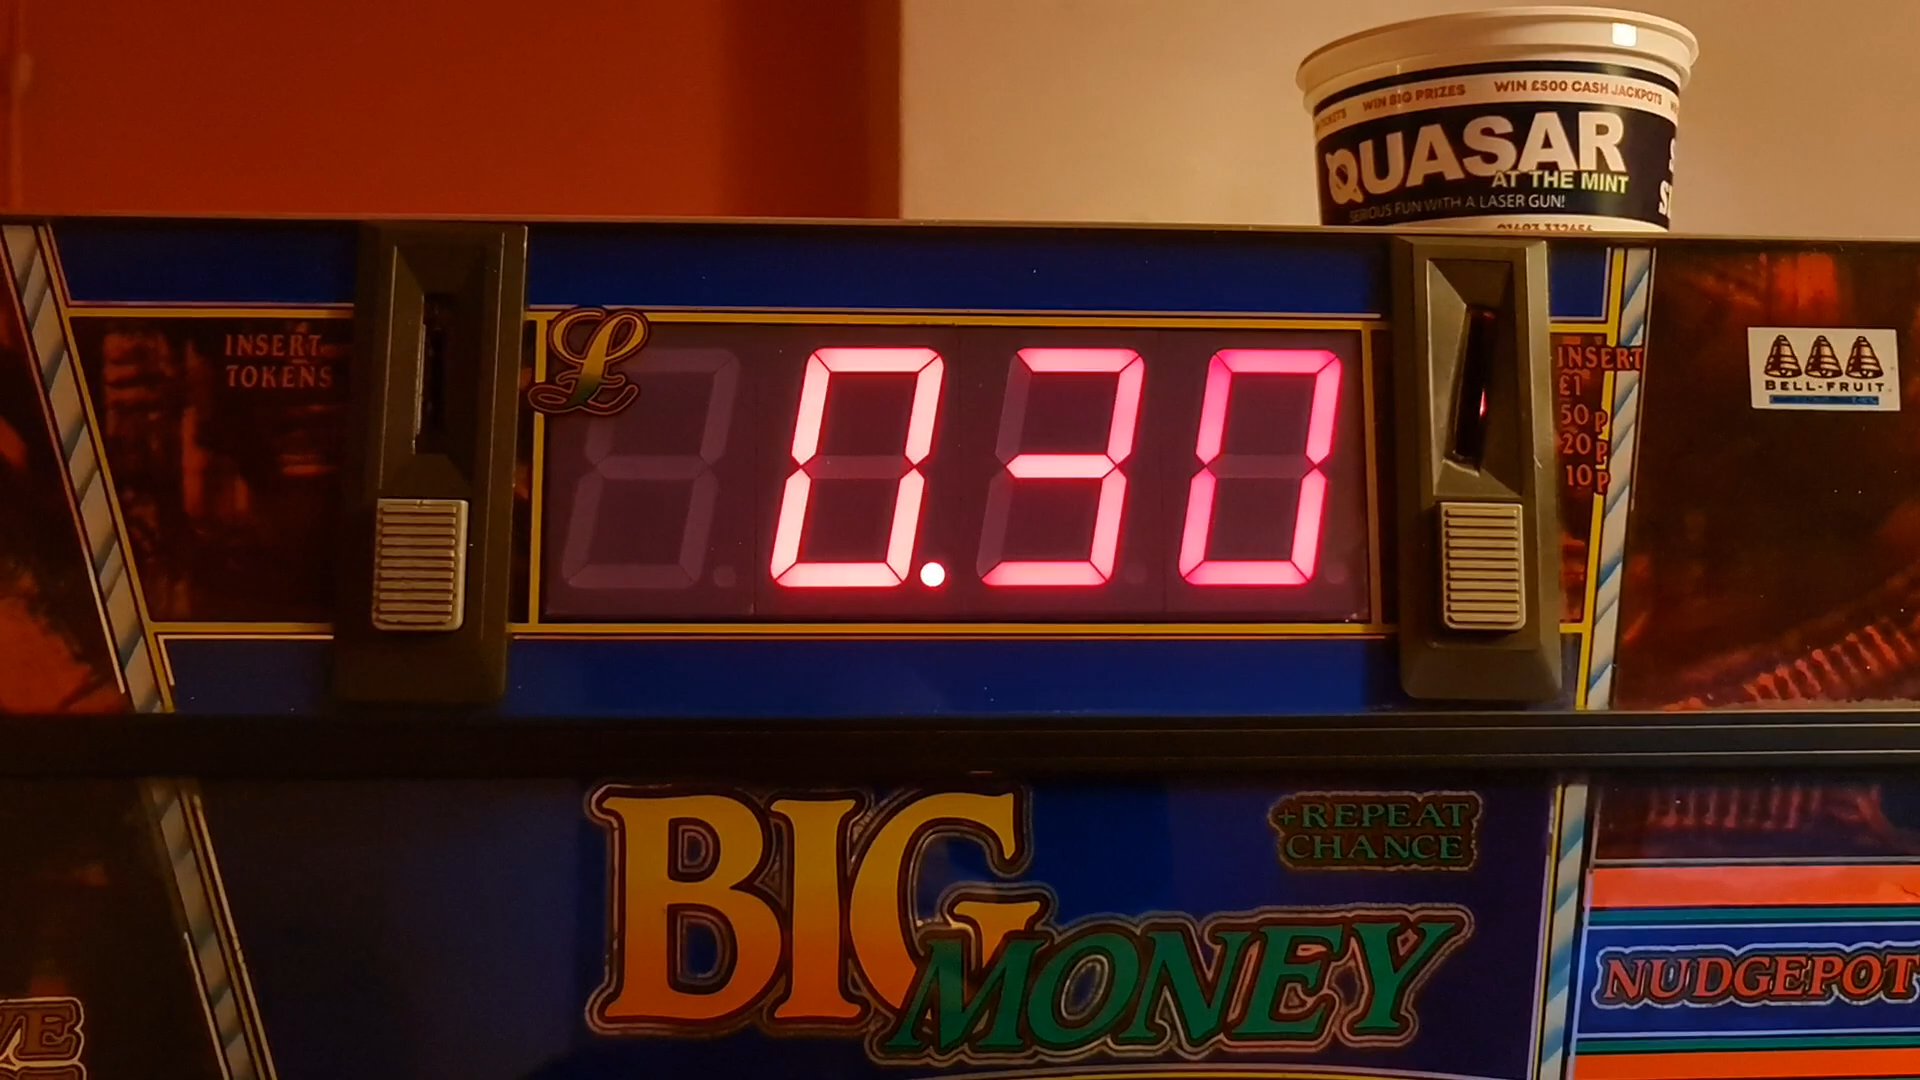 WIN BIG PRIZES WIN £500 CASH JACKPOTS
QUASAR
AT THE MINT
SERIOUS FUN WITH A LASER GUN!
INSERT
TOKENS
£
0.30
INSERT
£1
50P
20P
10P
BELL-FRUIT
BIG
MONEY
+REPEAT
CHANCE
NUDGEPOT